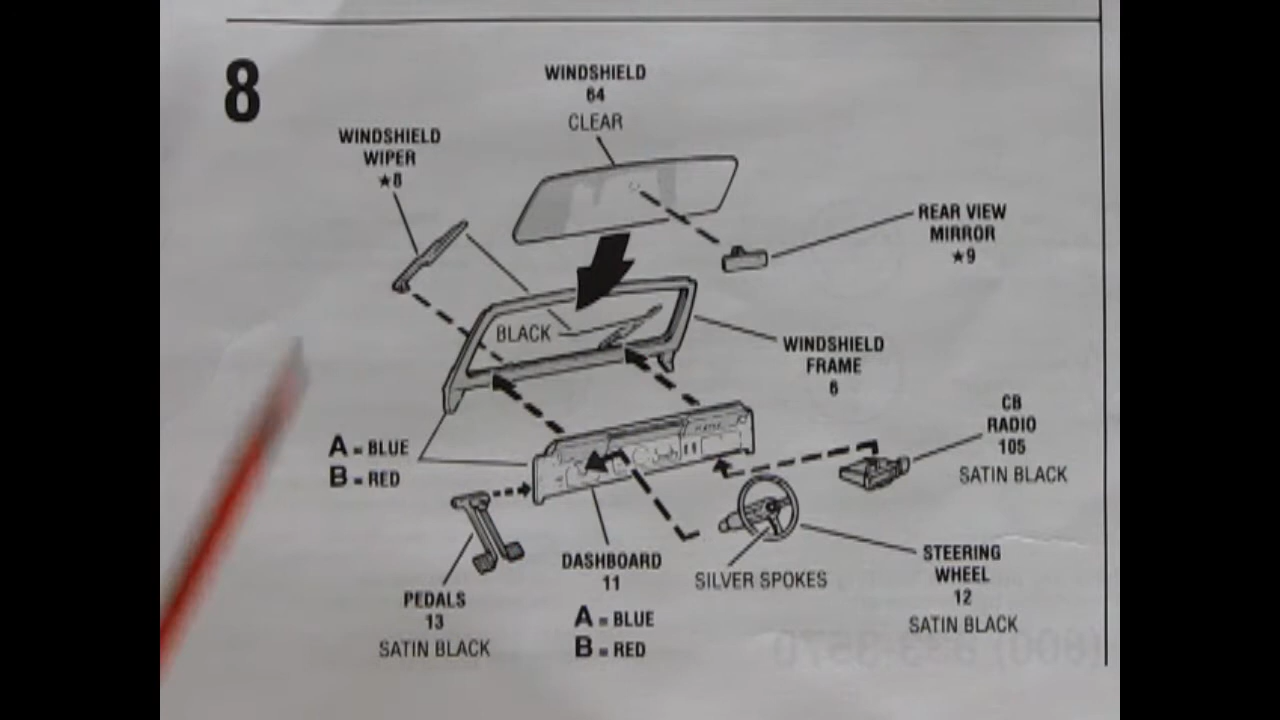 8
WINDSHIELD
64
CLEAR
WINDSHIELD
WIPER
★8
REAR VIEW
MIRROR
★9
BLACK
WINDSHIELD
FRAME
6
CB
RADIO
105
SATIN BLACK
A = BLUE
B = RED
STEERING
WHEEL
12
SATIN BLACK
DASHBOARD
11
A = BLUE
B = RED
SILVER SPOKES
PEDALS
13
SATIN BLACK